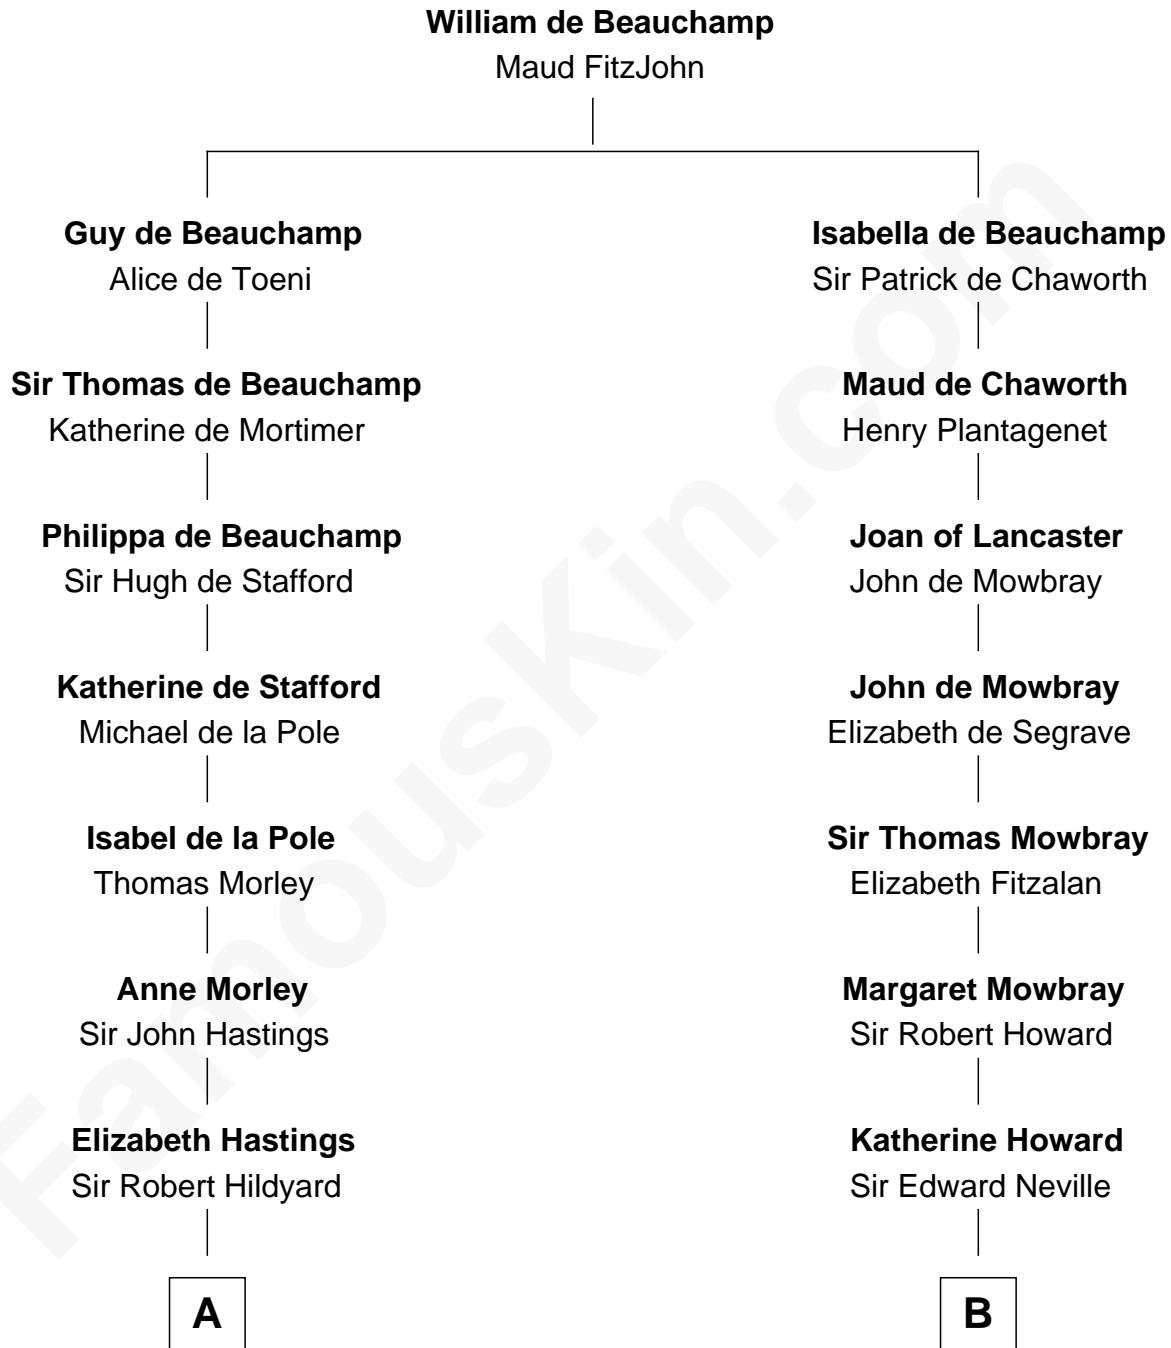 William de Beauchamp
Maud FitzJohn
Guy de Beauchamp
Alice de Toeni
Sir Thomas de Beauchamp
Katherine de Mortimer
Philippa de Beauchamp
Sir Hugh de Stafford
Katherine de Stafford
Michael de la Pole
Isabel de la Pole
Thomas Morley
Anne Morley
Sir John Hastings
Elizabeth Hastings
Sir Robert Hildyard
A
Isabella de Beauchamp
Sir Patrick de Chaworth
Maud de Chaworth
Henry Plantagenet
Joan of Lancaster
John de Mowbray
John de Mowbray
Elizabeth de Segrave
Sir Thomas Mowbray
Elizabeth Fitzalan
Margaret Mowbray
Sir Robert Howard
Katherine Howard
Sir Edward Neville
B
FamousKin.com